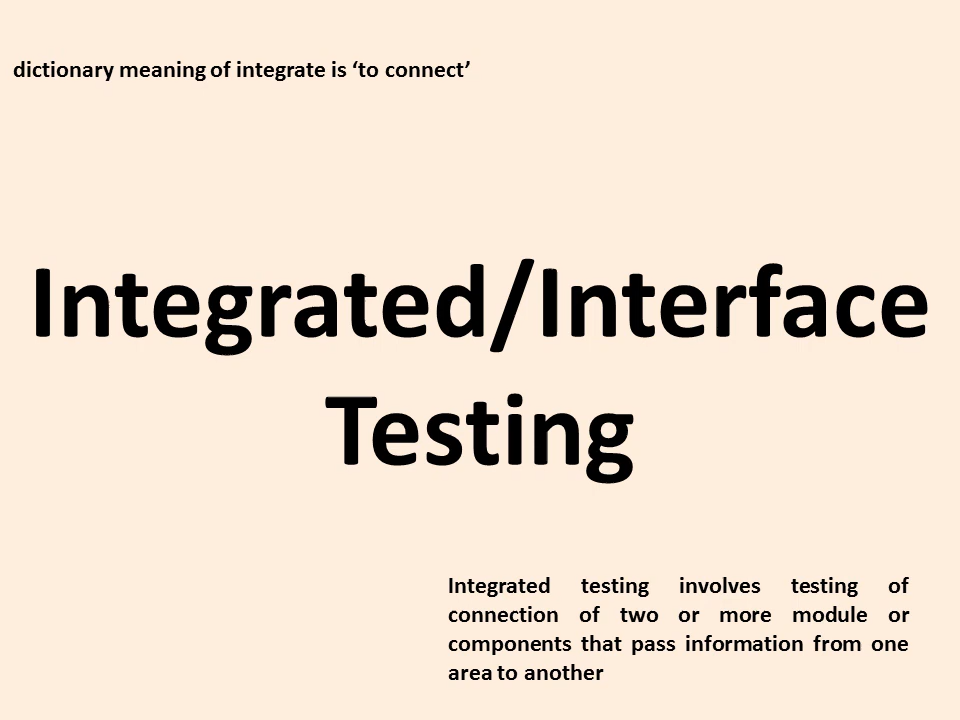 dictionary meaning of integrate is ‘to connect’
Integrated/Interface
Testing
Integrated testing involves testing of
connection of two or more module or
components that pass information from one
area to another